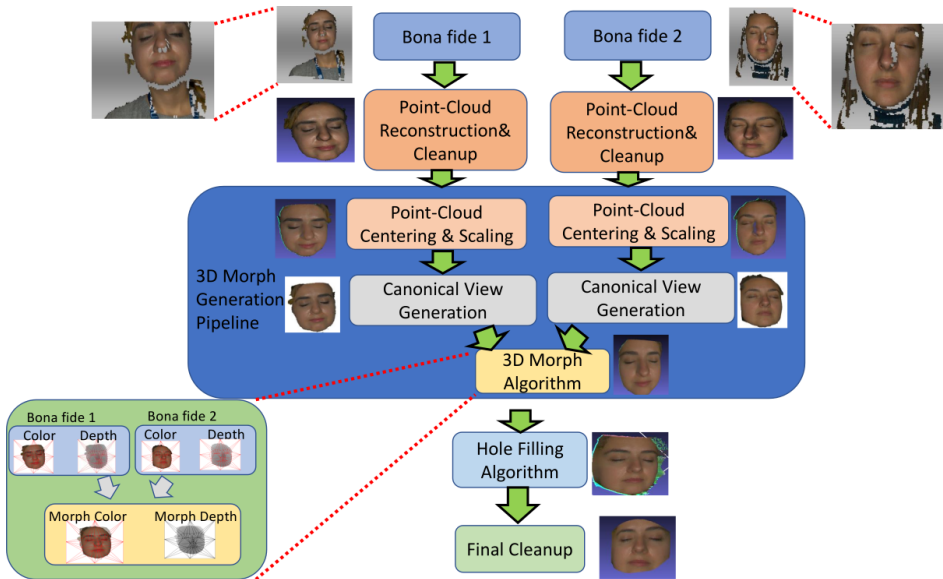 Bona fide 1
Bona fide 2
Point-Cloud
Reconstruction&
Cleanup
Point-Cloud
Reconstruction&
Cleanup
Point-Cloud
Centering & Scaling
Point-Cloud
Centering & Scaling
3D Morph
Generation
Pipeline
Canonical View
Generation
Canonical View
Generation
3D Morph
Algorithm
Bona fide 1
Bona fide 2
Color
Depth
Color
Depth
Morph Color
Morph Depth
Hole Filling
Algorithm
Final Cleanup